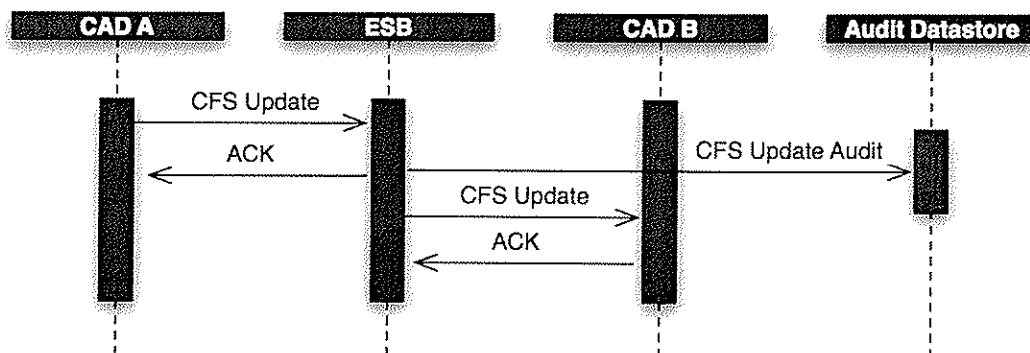 CAD A
ESB
CAD B
Audit Datastore
CFS Update
ACK
CFS Update Audit
CFS Update
ACK